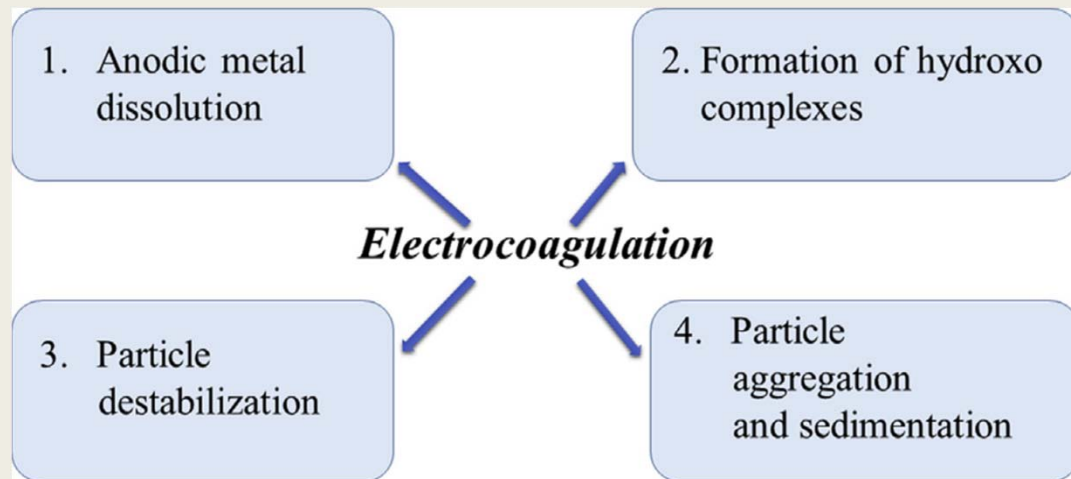 1. Anodic metal
dissolution
2. Formation of hydroxo
complexes
Electrocoagulation
3. Particle
destabilization
4. Particle
aggregation
and sedimentation